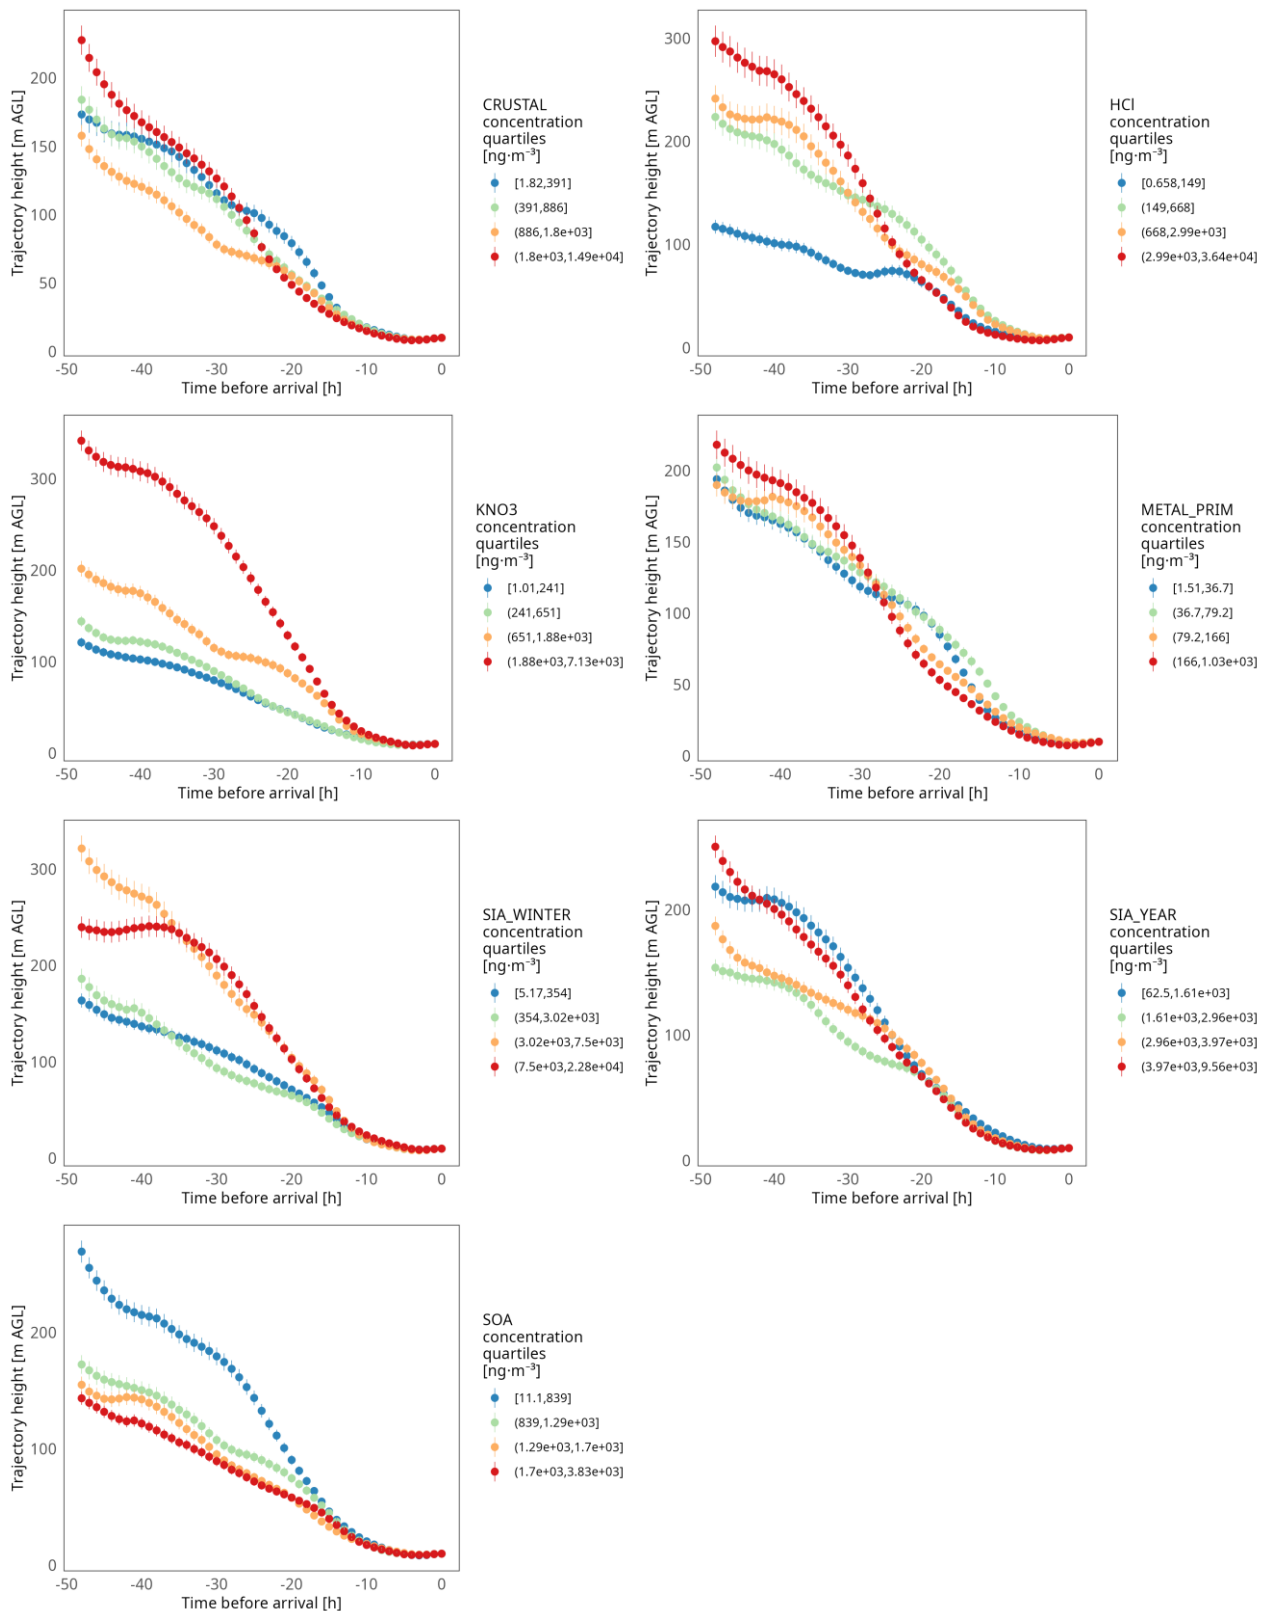 Trajectory height [m AGL]
200
150
100
50
0
-50 -40 -30 -20 -10 0
Time before arrival [h]
CRUSTAL
concentration
quartiles
[ng·m⁻³]
[1.82,391]
(391,886]
(886,1.8e+03]
(1.8e+03,1.49e+04]
Trajectory height [m AGL]
300
200
100
0
-50 -40 -30 -20 -10 0
Time before arrival [h]
HCl
concentration
quartiles
[ng·m⁻³]
[0.658,149]
(149,668]
(668,2.99e+03]
(2.99e+03,3.64e+04]
Trajectory height [m AGL]
300
200
100
0
-50 -40 -30 -20 -10 0
Time before arrival [h]
KNO3
concentration
quartiles
[ng·m⁻³]
[1.01,241]
(241,651]
(651,1.88e+03]
(1.88e+03,7.13e+03]
Trajectory height [m AGL]
200
150
100
50
0
-50 -40 -30 -20 -10 0
Time before arrival [h]
METAL_PRIM
concentration
quartiles
[ng·m⁻³]
[1.51,36.7]
(36.7,79.2]
(79.2,166]
(166,1.03e+03]
Trajectory height [m AGL]
300
200
100
0
-50 -40 -30 -20 -10 0
Time before arrival [h]
SIA_WINTER
concentration
quartiles
[ng·m⁻³]
[5.17,354]
(354,3.02e+03]
(3.02e+03,7.5e+03]
(7.5e+03,2.28e+04]
Trajectory height [m AGL]
200
100
0
-50 -40 -30 -20 -10 0
Time before arrival [h]
SIA_YEAR
concentration
quartiles
[ng·m⁻³]
[62.5,1.61e+03]
(1.61e+03,2.96e+03]
(2.96e+03,3.97e+03]
(3.97e+03,9.56e+03]
Trajectory height [m AGL]
200
100
0
-50 -40 -30 -20 -10 0
Time before arrival [h]
SOA
concentration
quartiles
[ng·m⁻³]
[11.1,839]
(839,1.29e+03]
(1.29e+03,1.7e+03]
(1.7e+03,3.83e+03]